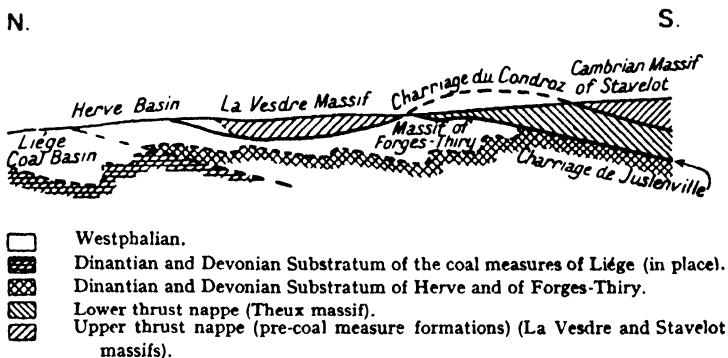 N.
S.
Herve Basin
La Vesdre Massif
Charriage du Condroz
Cambrian Massif
of Stavelot
Liége
Coal Basin
Massif of
Forges-Thiry
Charriage de Juslenville
Westphalian.
Dinantian and Devonian Substratum of the coal measures of Liége (in place).
Dinantian and Devonian Substratum of Herve and of Forges-Thiry.
Lower thrust nappe (Theux massif).
Upper thrust nappe (pre-coal measure formations) (La Vesdre and Stavelot
massifs).